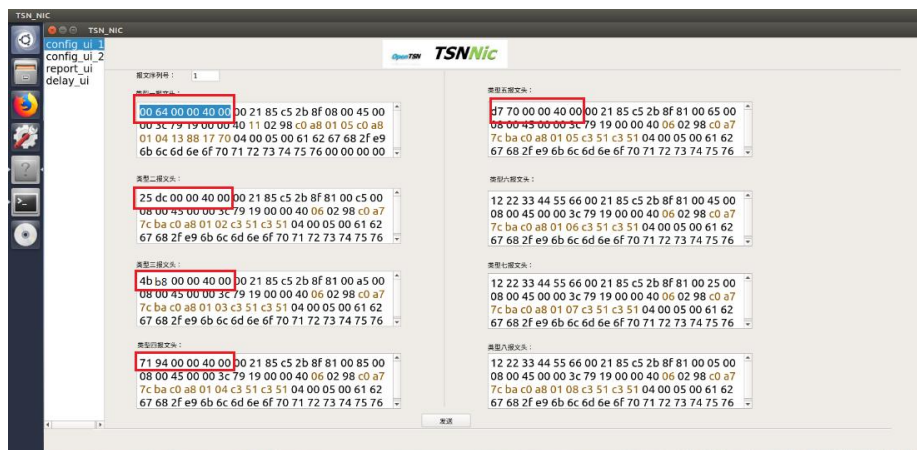 TSN_NIC
TSN_NIC
config_ui_1
config_ui_2
report_ui
delay_ui
OpenTSN TSNNic
报文序列号： 1
类型一报文头：
00 64 00 00 40 00 00 21 85 c5 2b 8f 08 00 45 00
00 3c 79 19 00 00 40 11 02 98 c0 a8 01 05 c0 a8
01 04 13 88 17 70 04 00 05 00 61 62 67 68 2f e9
6b 6c 6d 6e 6f 70 71 72 73 74 75 76 00 00 00 00
类型二报文头：
25 dc 00 00 40 00 00 21 85 c5 2b 8f 81 00 c5 00
08 00 45 00 00 3c 79 19 00 00 40 06 02 98 c0 a7
7c ba c0 a8 01 02 c3 51 c3 51 04 00 05 00 61 62
67 68 2f e9 6b 6c 6d 6e 6f 70 71 72 73 74 75 76
类型三报文头：
4b b8 00 00 40 00 00 21 85 c5 2b 8f 81 00 a5 00
08 00 45 00 00 3c 79 19 00 00 40 06 02 98 c0 a7
7c ba c0 a8 01 03 c3 51 c3 51 04 00 05 00 61 62
67 68 2f e9 6b 6c 6d 6e 6f 70 71 72 73 74 75 76
类型四报文头：
71 94 00 00 40 00 00 21 85 c5 2b 8f 81 00 85 00
08 00 45 00 00 3c 79 19 00 00 40 06 02 98 c0 a7
7c ba c0 a8 01 04 c3 51 c3 51 04 00 05 00 61 62
67 68 2f e9 6b 6c 6d 6e 6f 70 71 72 73 74 75 76
类型五报文头：
d7 70 00 00 40 00 00 21 85 c5 2b 8f 81 00 65 00
08 00 45 00 00 3c 79 19 00 00 40 06 02 98 c0 a7
7c ba c0 a8 01 05 c3 51 c3 51 04 00 05 00 61 62
67 68 2f e9 6b 6c 6d 6e 6f 70 71 72 73 74 75 76
类型六报文头：
12 22 33 44 55 66 00 21 85 c5 2b 8f 81 00 45 00
08 00 45 00 00 3c 79 19 00 00 40 06 02 98 c0 a7
7c ba c0 a8 01 06 c3 51 c3 51 04 00 05 00 61 62
67 68 2f e9 6b 6c 6d 6e 6f 70 71 72 73 74 75 76
类型七报文头：
12 22 33 44 55 66 00 21 85 c5 2b 8f 81 00 25 00
08 00 45 00 00 3c 79 19 00 00 40 06 02 98 c0 a7
7c ba c0 a8 01 07 c3 51 c3 51 04 00 05 00 61 62
67 68 2f e9 6b 6c 6d 6e 6f 70 71 72 73 74 75 76
类型八报文头：
12 22 33 44 55 66 00 21 85 c5 2b 8f 81 00 05 00
08 00 45 00 00 3c 79 19 00 00 40 06 02 98 c0 a7
7c ba c0 a8 01 08 c3 51 c3 51 04 00 05 00 61 62
67 68 2f e9 6b 6c 6d 6e 6f 70 71 72 73 74 75 76
发送